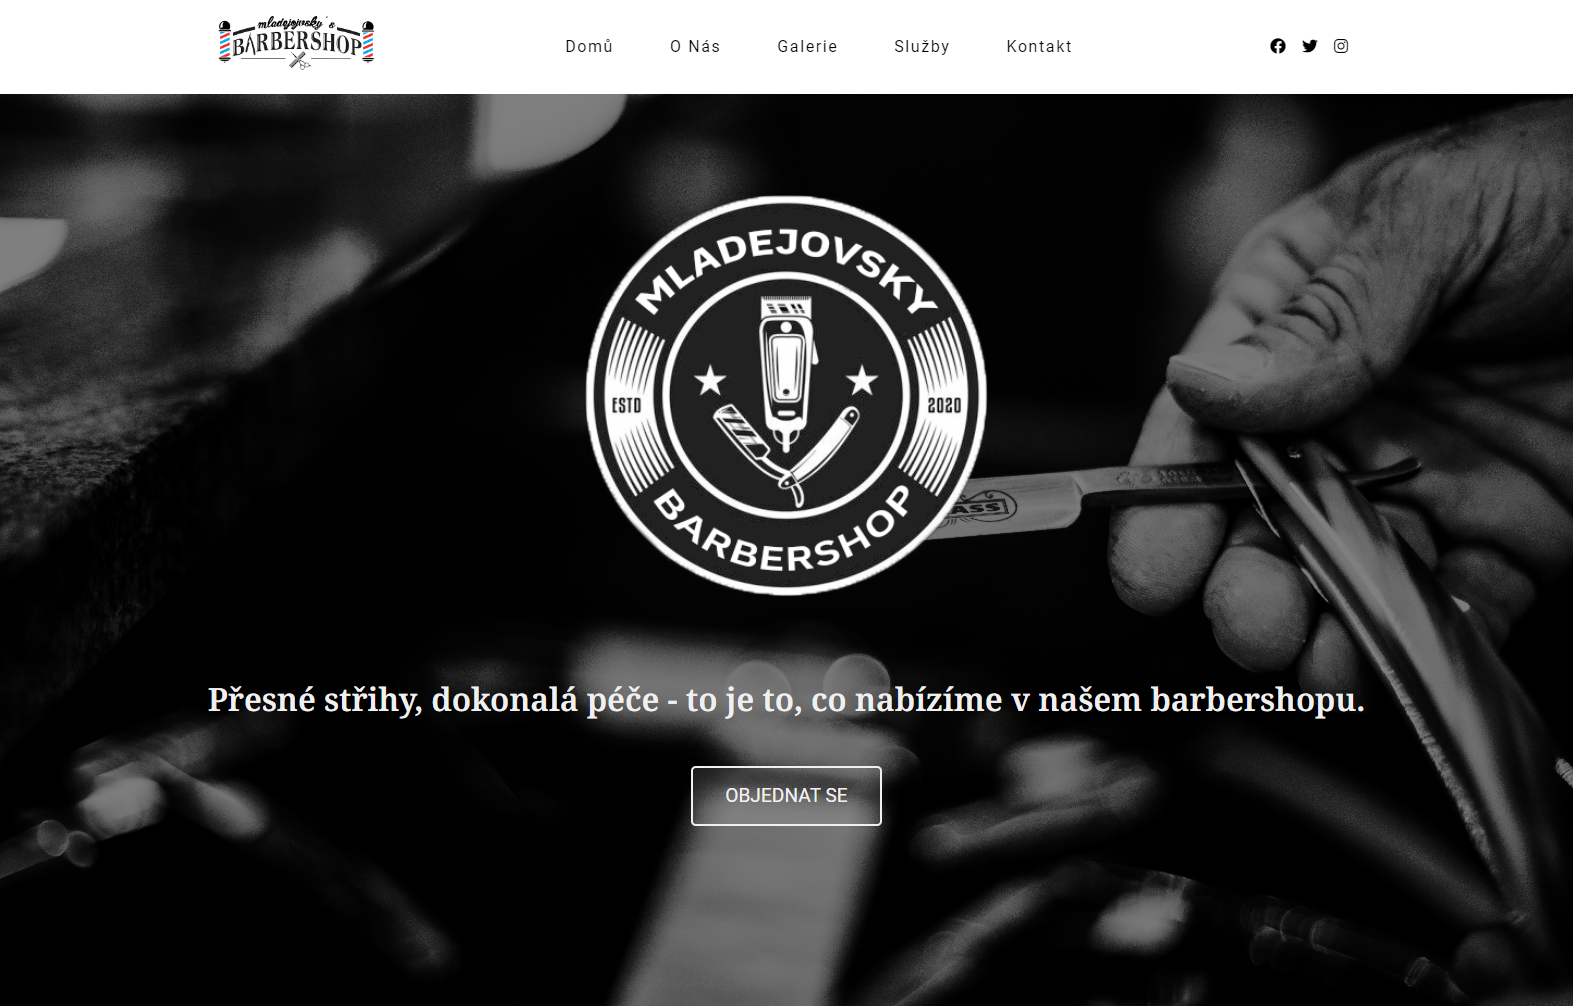 mladejovsky´s
BARBERSHOP
Domů
O Nás
Galerie
Služby
Kontakt
MLADEJOVSKY
ESTD
2020
BARBERSHOP
ASS
Přesné střihy, dokonalá péče - to je to, co nabízíme v našem barbershopu.
OBJEDNAT SE